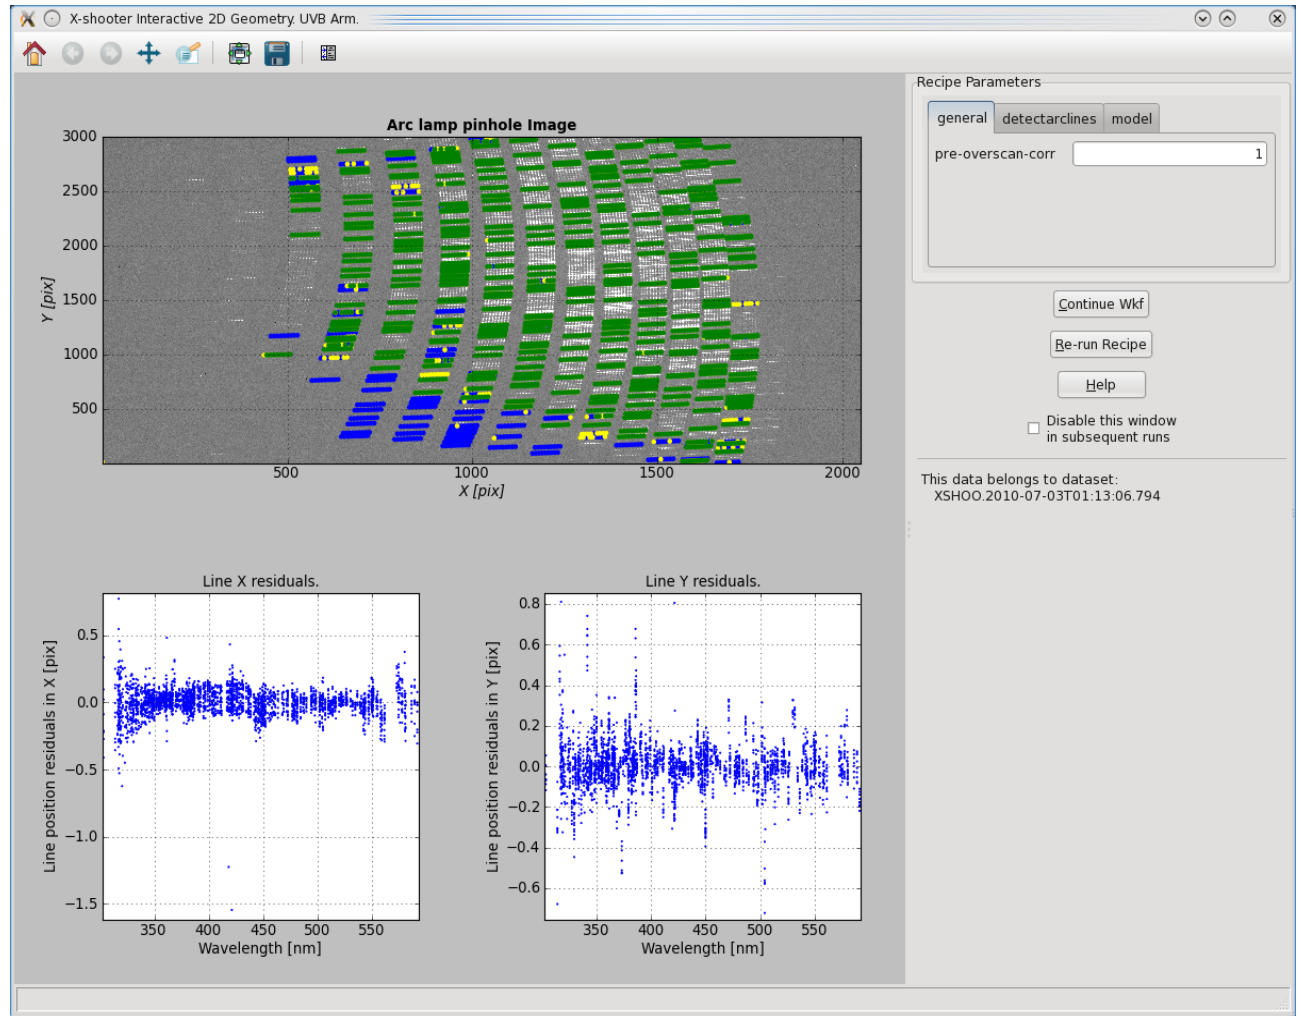 X-shooter Interactive 2D Geometry. UVB Arm.
Arc lamp pinhole Image
3000
2500
2000
1500
1000
500
Y [pix]
500
1000
1500
2000
X [pix]
Line X residuals.
0.5
0.0
−0.5
−1.0
−1.5
Line position residuals in X [pix]
350
400
450
500
550
Wavelength [nm]
Line Y residuals.
0.8
0.6
0.4
0.2
0.0
−0.2
−0.4
−0.6
Line position residuals in Y [pix]
350
400
450
500
550
Wavelength [nm]
Recipe Parameters
general
detectarclines
model
pre-overscan-corr
1
Continue Wkf
Re-run Recipe
Help
Disable this window
in subsequent runs
This data belongs to dataset:
XSHOO.2010-07-03T01:13:06.794